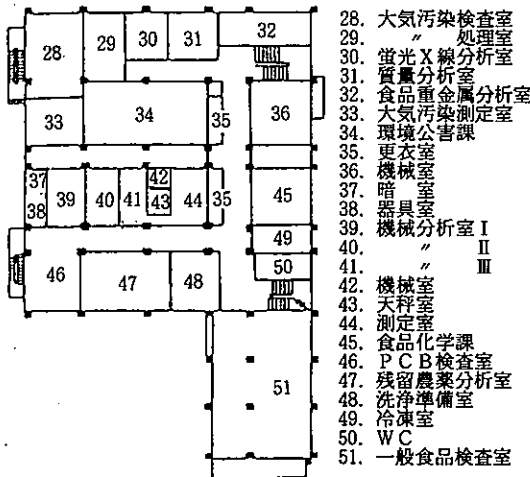 28
29
30
31
32
33
34
35
36
37
38
39
40
41
42
43
44
35
45
46
47
48
49
50
51
28. 大気汚染検査室
29. 〃 処理室
30. 蛍光X線分析室
31. 質量分析室
32. 食品重金属分析室
33. 大気汚染測定室
34. 環境公害課
35. 更衣室
36. 機械室
37. 暗 室
38. 器具室
39. 機械分析室Ⅰ
40. 〃 Ⅱ
41. 〃 Ⅲ
42. 機械室
43. 天秤室
44. 測定室
45. 食品化学課
46. PCB検査室
47. 残留農薬分析室
48. 洗浄準備室
49. 冷凍室
50. WC
51. 一般食品検査室